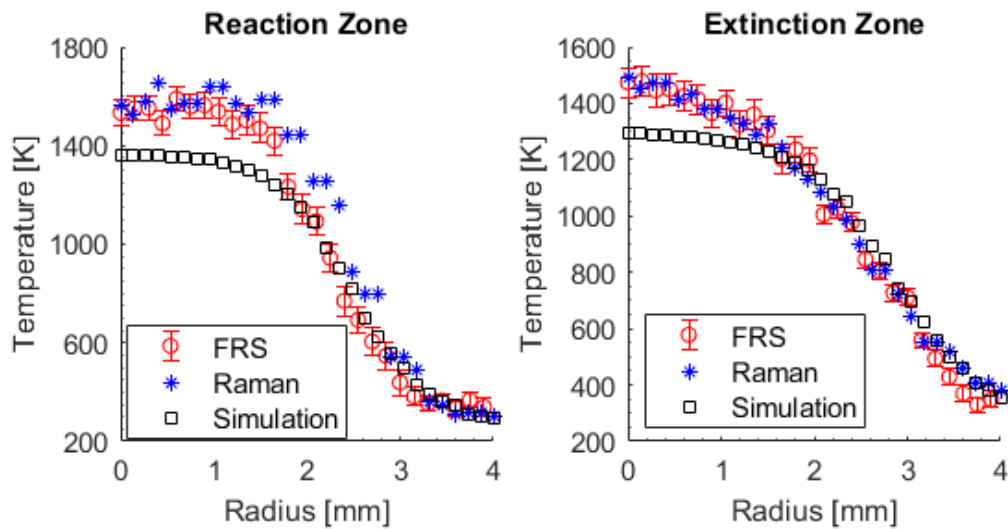 Reaction Zone
1800
1400
1000
600
200
Temperature [K]
0
1
2
3
4
Radius [mm]
FRS
Raman
Simulation
Extinction Zone
1600
1400
1200
1000
800
600
400
200
Temperature [K]
0
1
2
3
4
Radius [mm]
FRS
Raman
Simulation